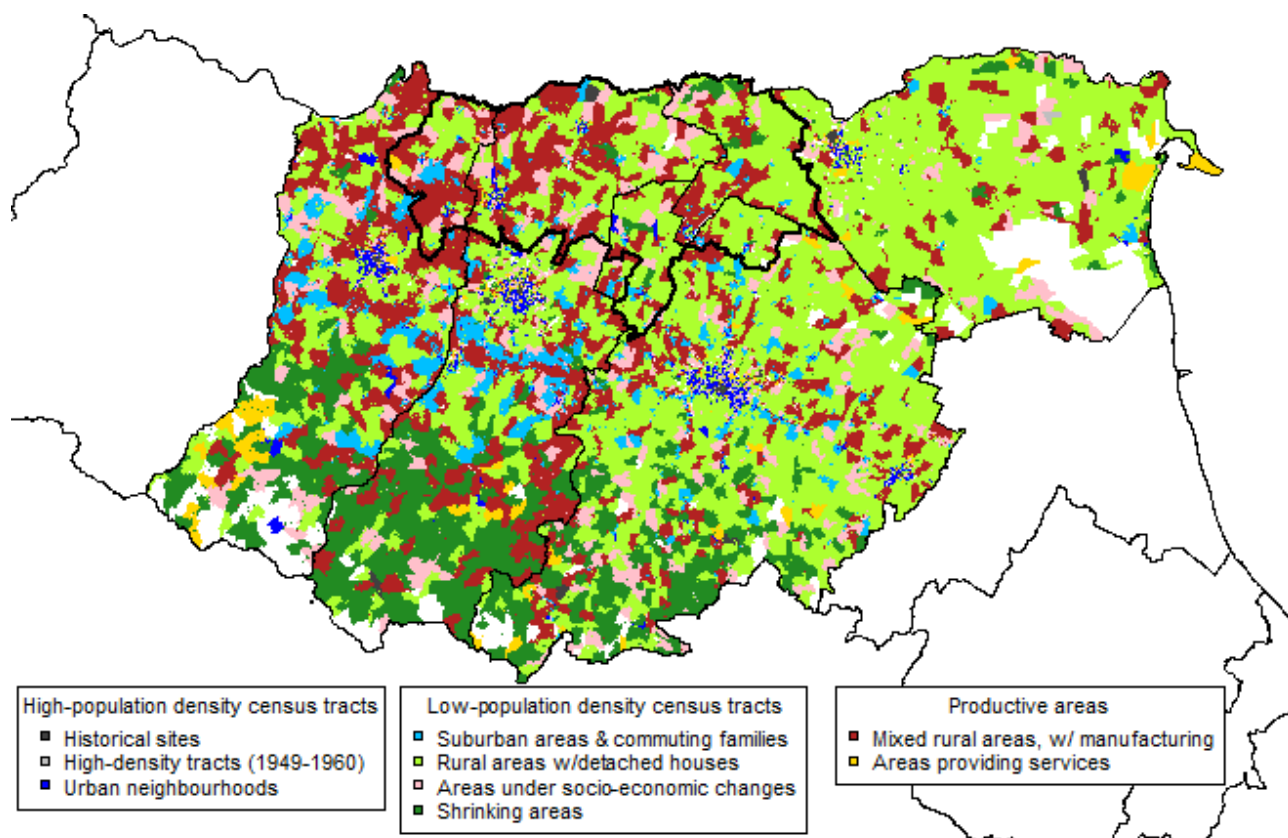 High-population density census tracts
Historical sites
High-density tracts (1949-1960)
Urban neighbourhoods
Low-population density census tracts
Suburban areas & commuting families
Rural areas w/detached houses
Areas under socio-economic changes
Shrinking areas
Productive areas
Mixed rural areas, w/ manufacturing
Areas providing services